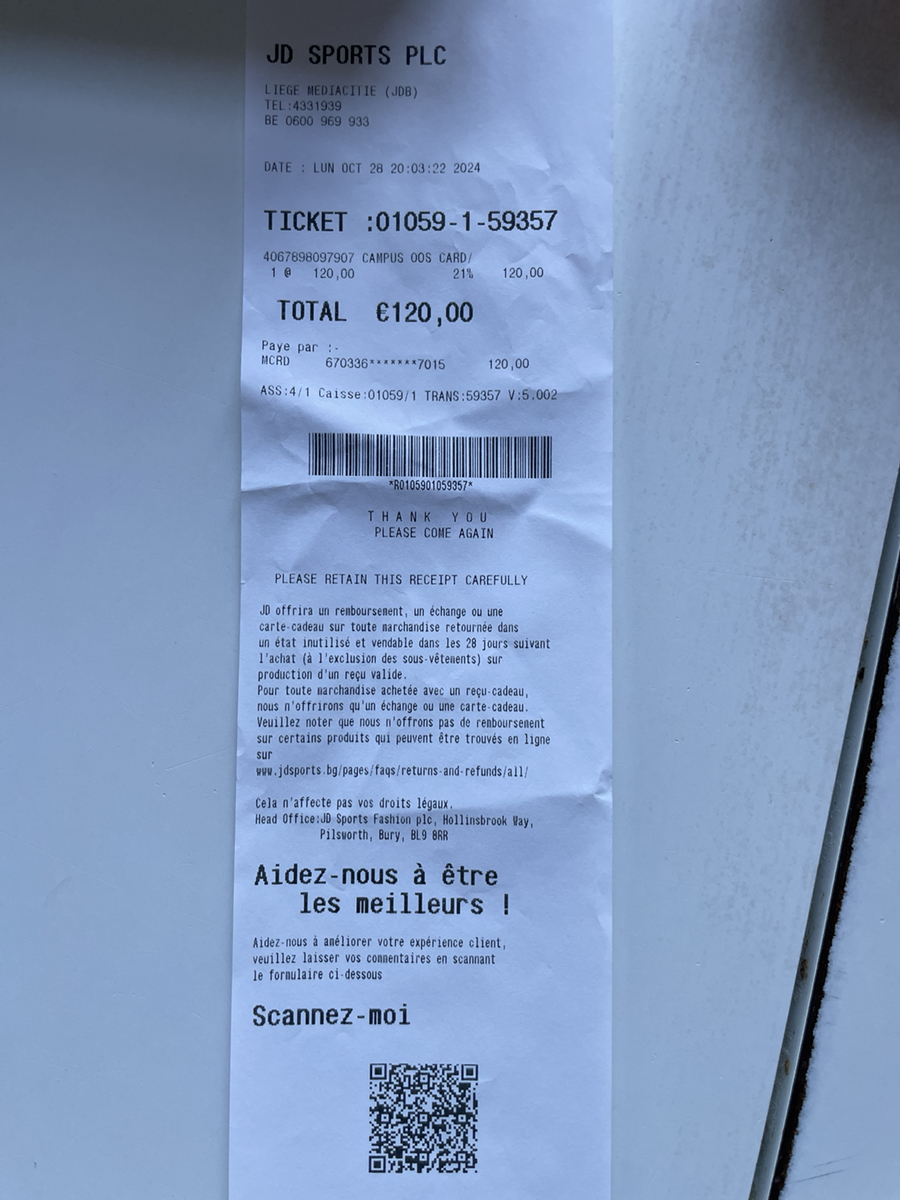 JD SPORTS PLC
LIEGE MEDIACITIE (JDB)
TEL:4331939
BE 0600 969 933
DATE : LUN OCT 28 20:03:22 2024
TICKET :01059-1-59357
4067898097907 CAMPUS OOS CARD/
1 @ 120,00 21% 120,00
TOTAL €120,00
Paye par :-
MCRD 670336*******7015 120,00
ASS:4/1 Caisse:01059/1 TRANS:59357 V:5.002
*R0105901059357*
THANK YOU
PLEASE COME AGAIN
PLEASE RETAIN THIS RECEIPT CAREFULLY
JD offrira un remboursement, un échange ou une
carte-cadeau sur toute marchandise retournée dans
un état inutilisé et vendable dans les 28 jours suivant
l'achat (à l'exclusion des sous-vêtements) sur
production d'un reçu valide.
Pour toute marchandise achetée avec un reçu-cadeau,
nous n'offrirons qu'un échange ou une carte-cadeau.
Veuillez noter que nous n'offrons pas de remboursement
sur certains produits qui peuvent être trouvés en ligne
sur
www.jdsports.bg/pages/faqs/returns-and-refunds/all/
Cela n'affecte pas vos droits légaux.
Head Office:JD Sports Fashion plc, Hollinsbrook Way,
Pilsworth, Bury, BL9 8RR
Aidez-nous à être
les meilleurs !
Aidez-nous à améliorer votre expérience client,
veuillez laisser vos commentaires en scannant
le formulaire ci-dessous
Scannez-moi